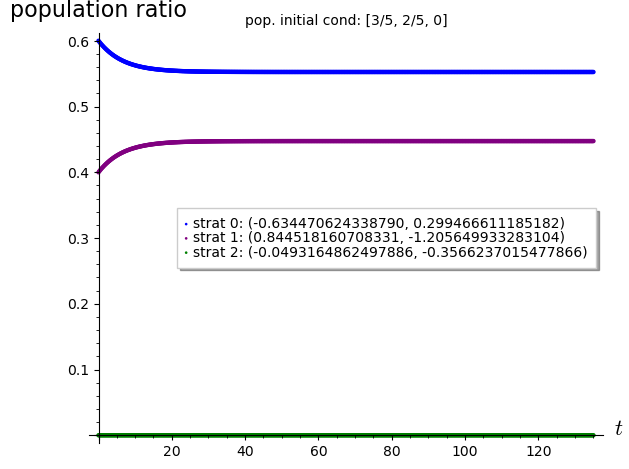 population ratio
pop. initial cond: [3/5, 2/5, 0]
0.6
0.5
0.4
strat 0: (-0.634470624338790, 0.299466611185182)
strat 1: (0.844518160708331, -1.205649933283104)
strat 2: (-0.0493164862497886, -0.3566237015477866)
0.3
0.2
0.1
t
20 40 60 80 100 120